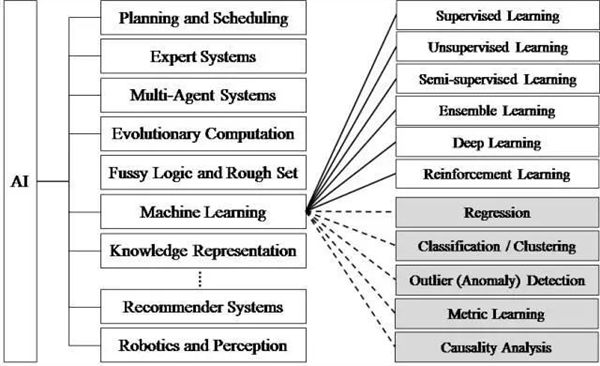 AI
Planning and Scheduling
Expert Systems
Multi-Agent Systems
Evolutionary Computation
Fussy Logic and Rough Set
Machine Learning
Knowledge Representation
Recommender Systems
Robotics and Perception
Supervised Learning
Unsupervised Learning
Semi-supervised Learning
Ensemble Learning
Deep Learning
Reinforcement Learning
Regression
Classification / Clustering
Outlier (Anomaly) Detection
Metric Learning
Causality Analysis